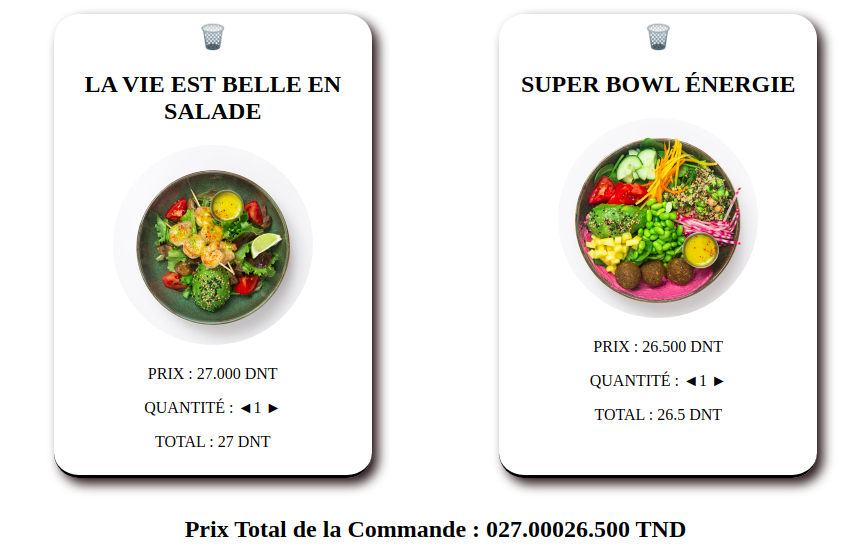 LA VIE EST BELLE EN
SALADE
PRIX : 27.000 DNT
QUANTITÉ : ◄1 ►
TOTAL : 27 DNT
SUPER BOWL ÉNERGIE
PRIX : 26.500 DNT
QUANTITÉ : ◄1 ►
TOTAL : 26.5 DNT
Prix Total de la Commande : 027.00026.500 TND